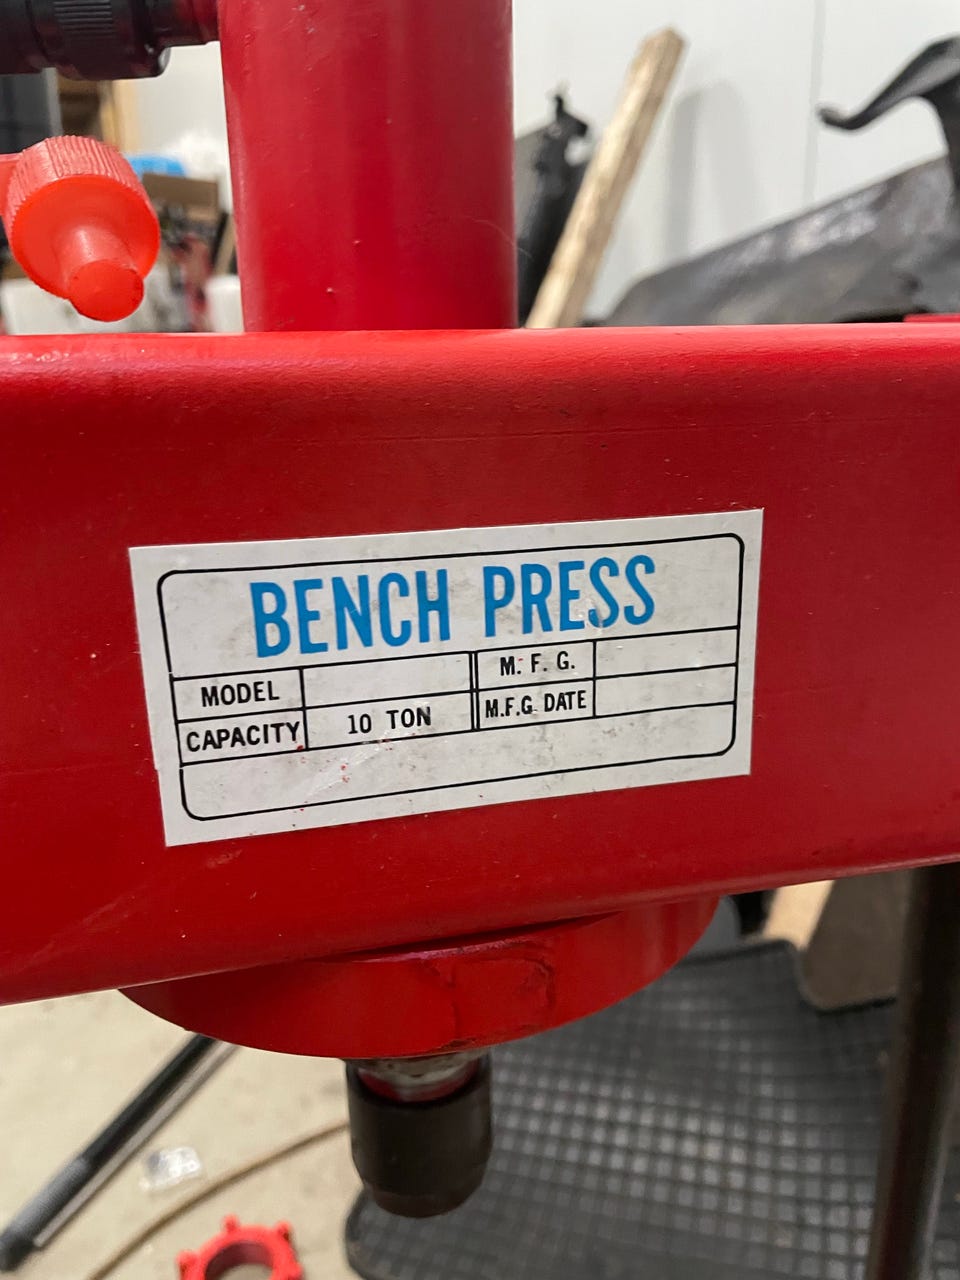 BENCH PRESS
MODEL M. F. G.
CAPACITY 10 TON M.F.G. DATE